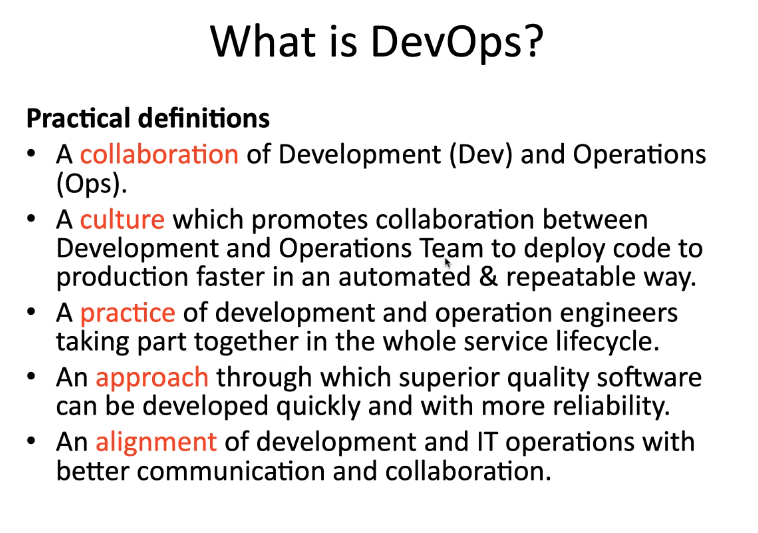 What is DevOps?
Practical definitions
• A collaboration of Development (Dev) and Operations
(Ops).
• A culture which promotes collaboration between
Development and Operations Team to deploy code to
production faster in an automated & repeatable way.
• A practice of development and operation engineers
taking part together in the whole service lifecycle.
• An approach through which superior quality software
can be developed quickly and with more reliability.
• An alignment of development and IT operations with
better communication and collaboration.